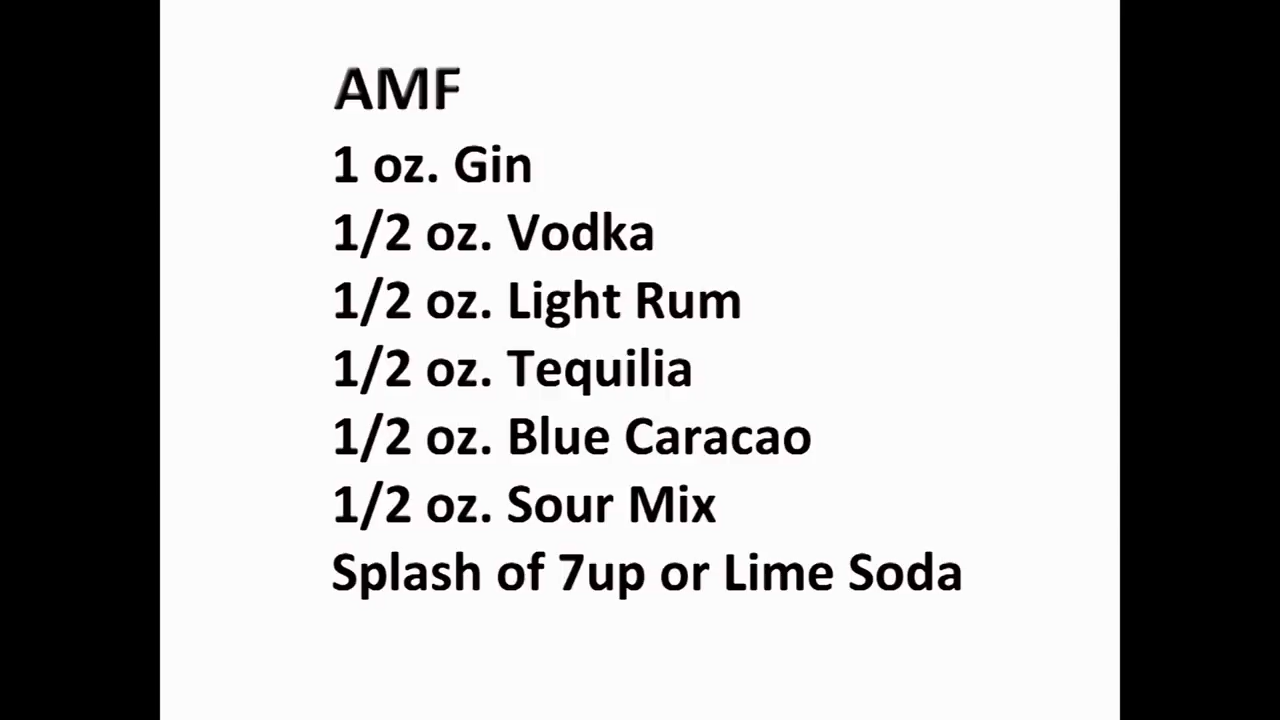 AMF
1 oz. Gin
1/2 oz. Vodka
1/2 oz. Light Rum
1/2 oz. Tequilia
1/2 oz. Blue Caracao
1/2 oz. Sour Mix
Splash of 7up or Lime Soda